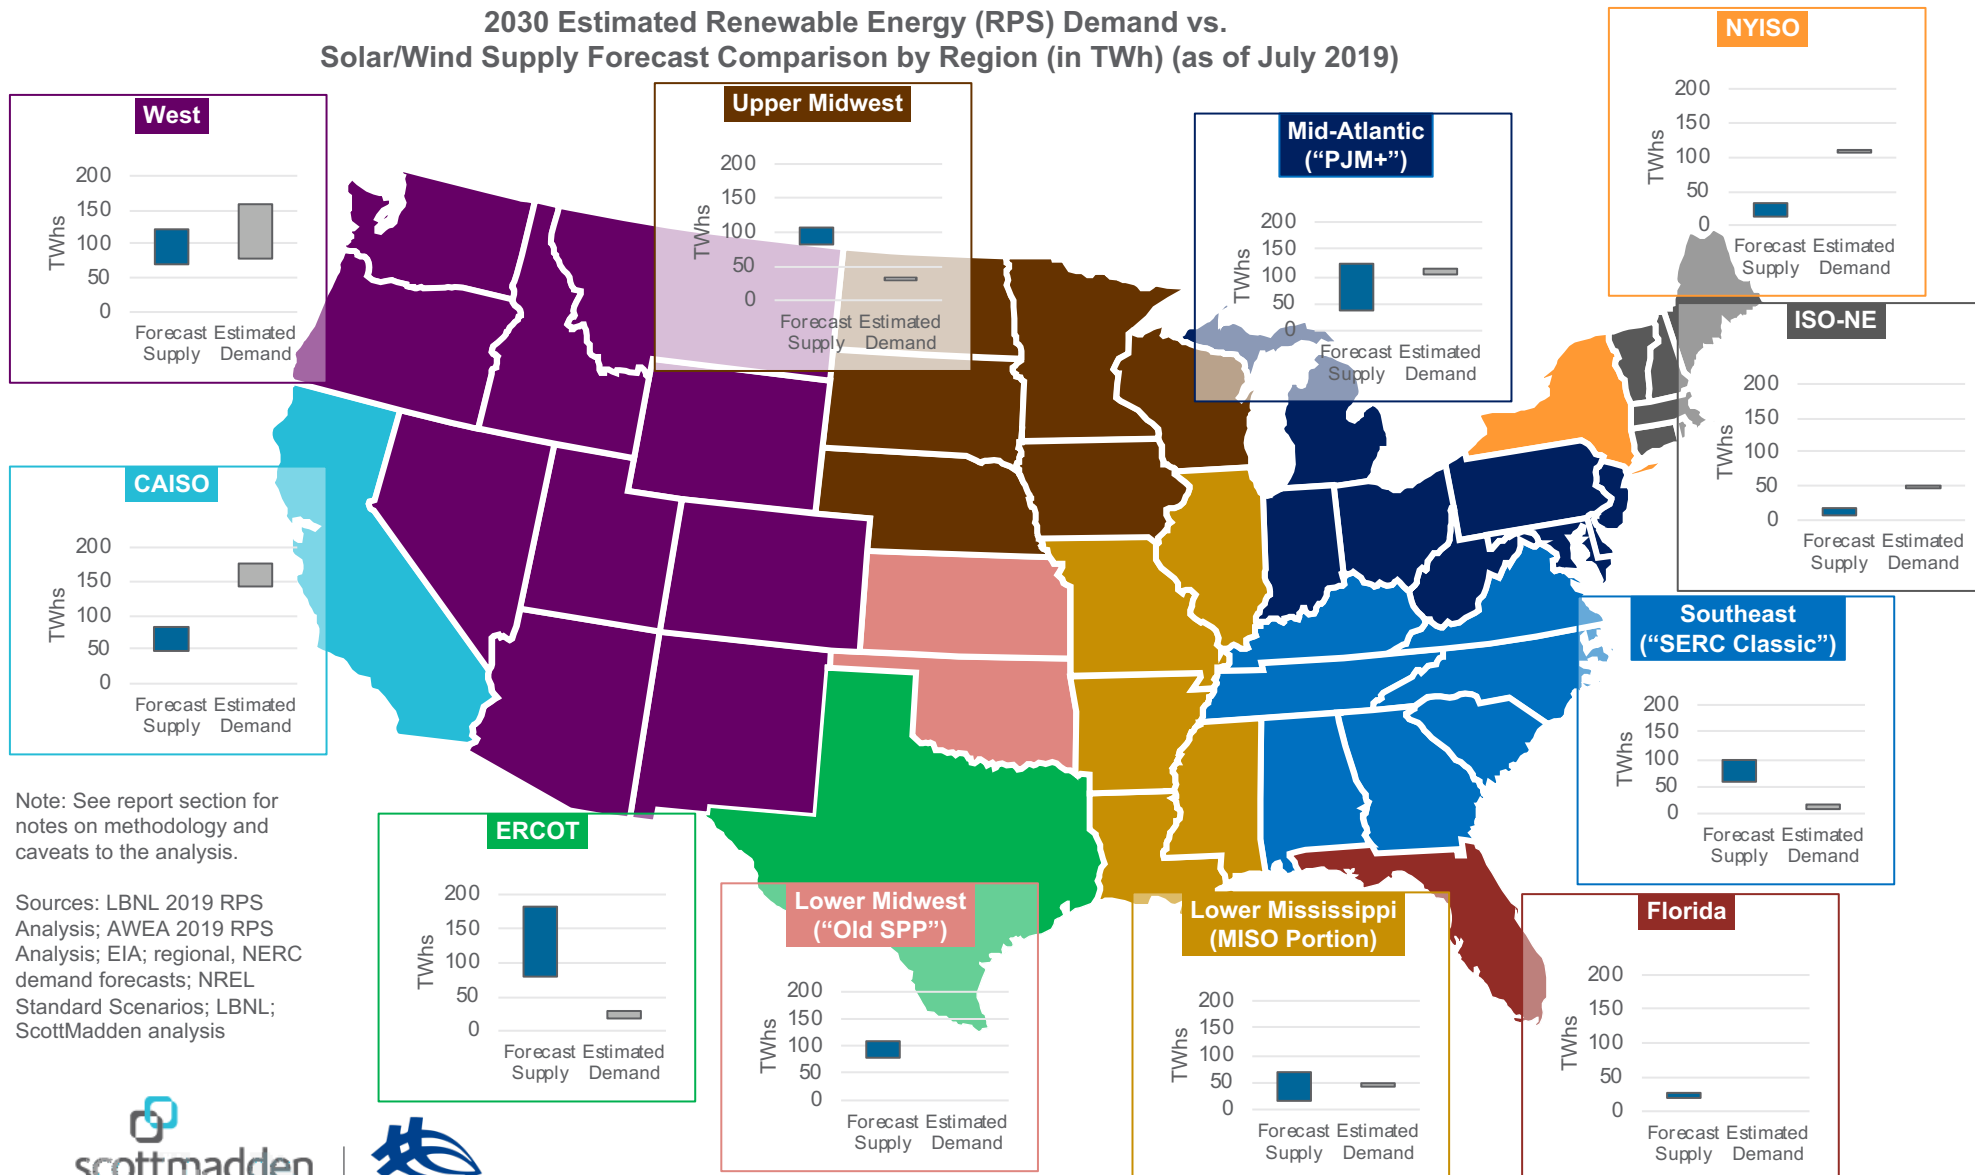 2030 Estimated Renewable Energy (RPS) Demand vs.
Solar/Wind Supply Forecast Comparison by Region (in TWh) (as of July 2019)
West
200
150
100
50
0
TWhs
Forecast Estimated
Supply Demand
Upper Midwest
200
150
100
50
0
TWhs
Forecast Estimated
Supply Demand
Mid-Atlantic
(“PJM+”)
200
150
100
50
0
TWhs
Forecast Estimated
Supply Demand
NYISO
200
150
100
50
0
TWhs
Forecast Estimated
Supply Demand
ISO-NE
200
150
100
50
0
TWhs
Forecast Estimated
Supply Demand
CAISO
200
150
100
50
0
TWhs
Forecast Estimated
Supply Demand
Southeast
(“SERC Classic”)
200
150
100
50
0
TWhs
Forecast Estimated
Supply Demand
Note: See report section for
notes on methodology and
caveats to the analysis.
Sources: LBNL 2019 RPS
Analysis; AWEA 2019 RPS
Analysis; EIA; regional, NERC
demand forecasts; NREL
Standard Scenarios; LBNL;
ScottMadden analysis
ERCOT
200
150
100
50
0
TWhs
Forecast Estimated
Supply Demand
Lower Midwest
(“Old SPP”)
200
150
100
50
0
TWhs
Forecast Estimated
Supply Demand
Lower Mississippi
(MISO Portion)
200
150
100
50
0
TWhs
Forecast Estimated
Supply Demand
Florida
200
150
100
50
0
TWhs
Forecast Estimated
Supply Demand
scottmadden